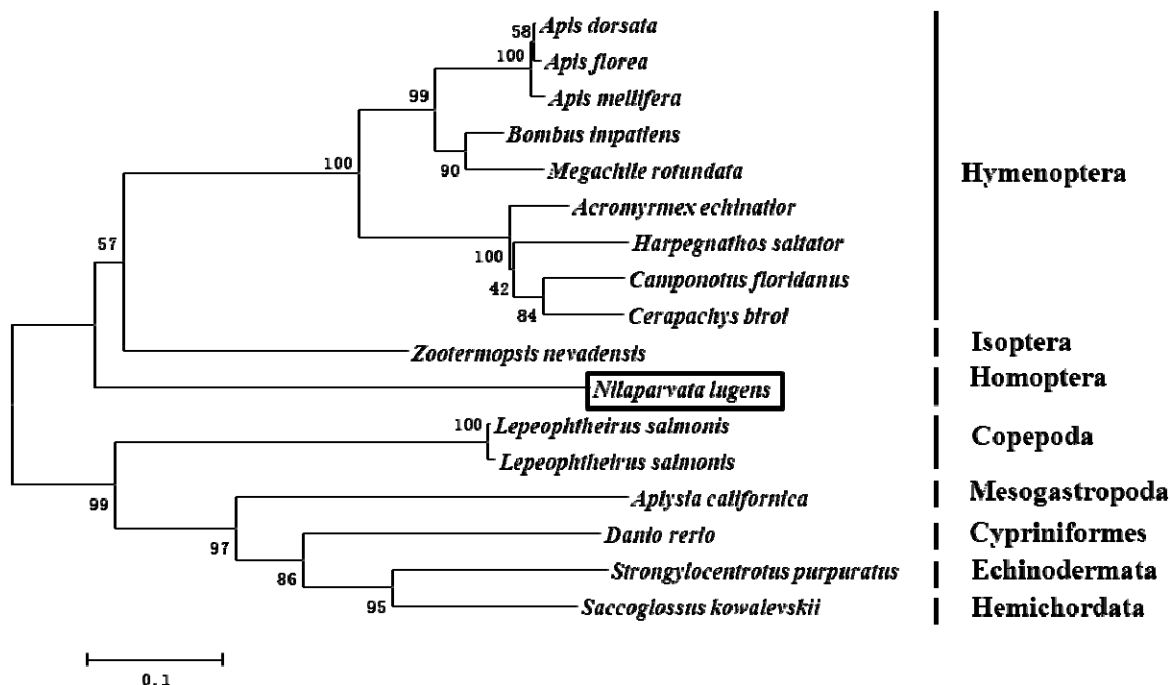 58
Apis dorsata
100
Apis florea
99
Apis mellifera
Bombus impatiens
100
90
Megachile rotundata
Hymenoptera
Acromyrmex echinatior
57
100
Harpegnathos saltator
42
Camponotus floridanus
84
Cerapachys biroi
Zootermopsis nevadensis
Isoptera
Nilaparvata lugens
Homoptera
100
Lepeophtheirus salmonis
Copepoda
Lepeophtheirus salmonis
99
Aplysia californica
Mesogastropoda
97
Danio rerio
Cypriniformes
86
Strongylocentrotus purpuratus
Echinodermata
95
Saccoglossus kowalevskii
Hemichordata
0.1